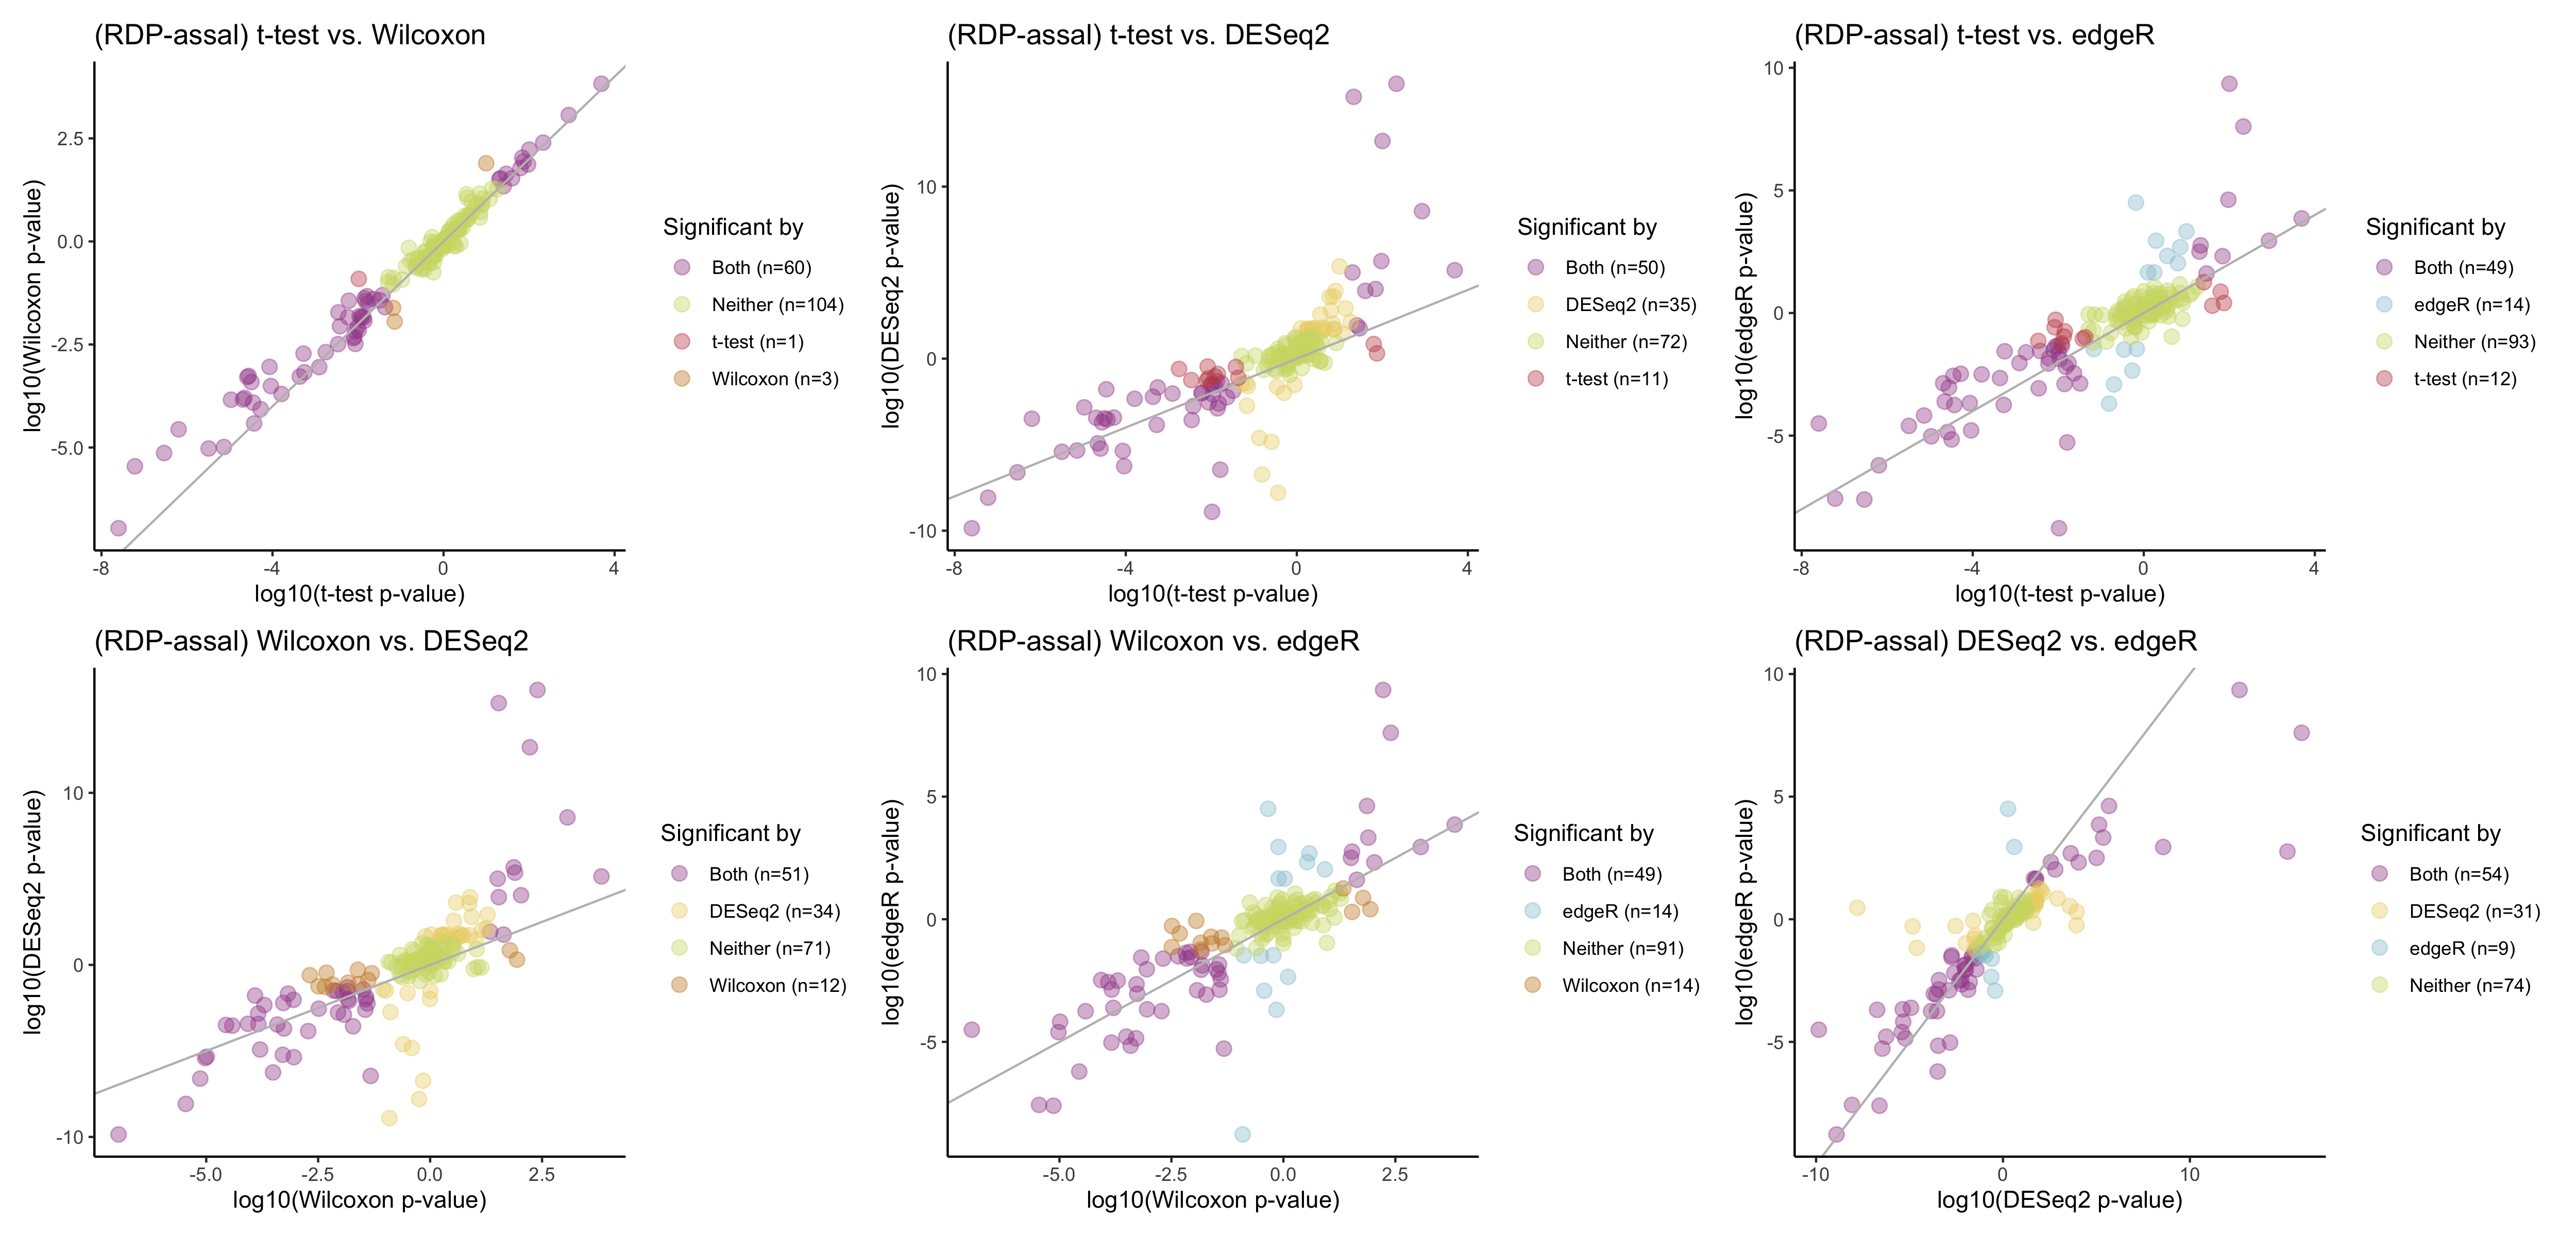 (RDP-assal) t-test vs. Wilcoxon
log10(Wilcoxon p-value)
2.5
0.0
-2.5
-5.0
-8
-4
0
4
log10(t-test p-value)
Significant by
Both (n=60)
Neither (n=104)
t-test (n=1)
Wilcoxon (n=3)
(RDP-assal) t-test vs. DESeq2
log10(DESeq2 p-value)
10
0
-10
-8
-4
0
4
log10(t-test p-value)
Significant by
Both (n=50)
DESeq2 (n=35)
Neither (n=72)
t-test (n=11)
(RDP-assal) t-test vs. edgeR
log10(edgeR p-value)
10
5
0
-5
-8
-4
0
4
log10(t-test p-value)
Significant by
Both (n=49)
edgeR (n=14)
Neither (n=93)
t-test (n=12)
(RDP-assal) Wilcoxon vs. DESeq2
log10(DESeq2 p-value)
10
0
-10
-5.0
-2.5
0.0
2.5
log10(Wilcoxon p-value)
Significant by
Both (n=51)
DESeq2 (n=34)
Neither (n=71)
Wilcoxon (n=12)
(RDP-assal) Wilcoxon vs. edgeR
log10(edgeR p-value)
10
5
0
-5
-5.0
-2.5
0.0
2.5
log10(Wilcoxon p-value)
Significant by
Both (n=49)
edgeR (n=14)
Neither (n=91)
Wilcoxon (n=14)
(RDP-assal) DESeq2 vs. edgeR
log10(edgeR p-value)
10
5
0
-5
-10
0
10
log10(DESeq2 p-value)
Significant by
Both (n=54)
DESeq2 (n=31)
edgeR (n=9)
Neither (n=74)